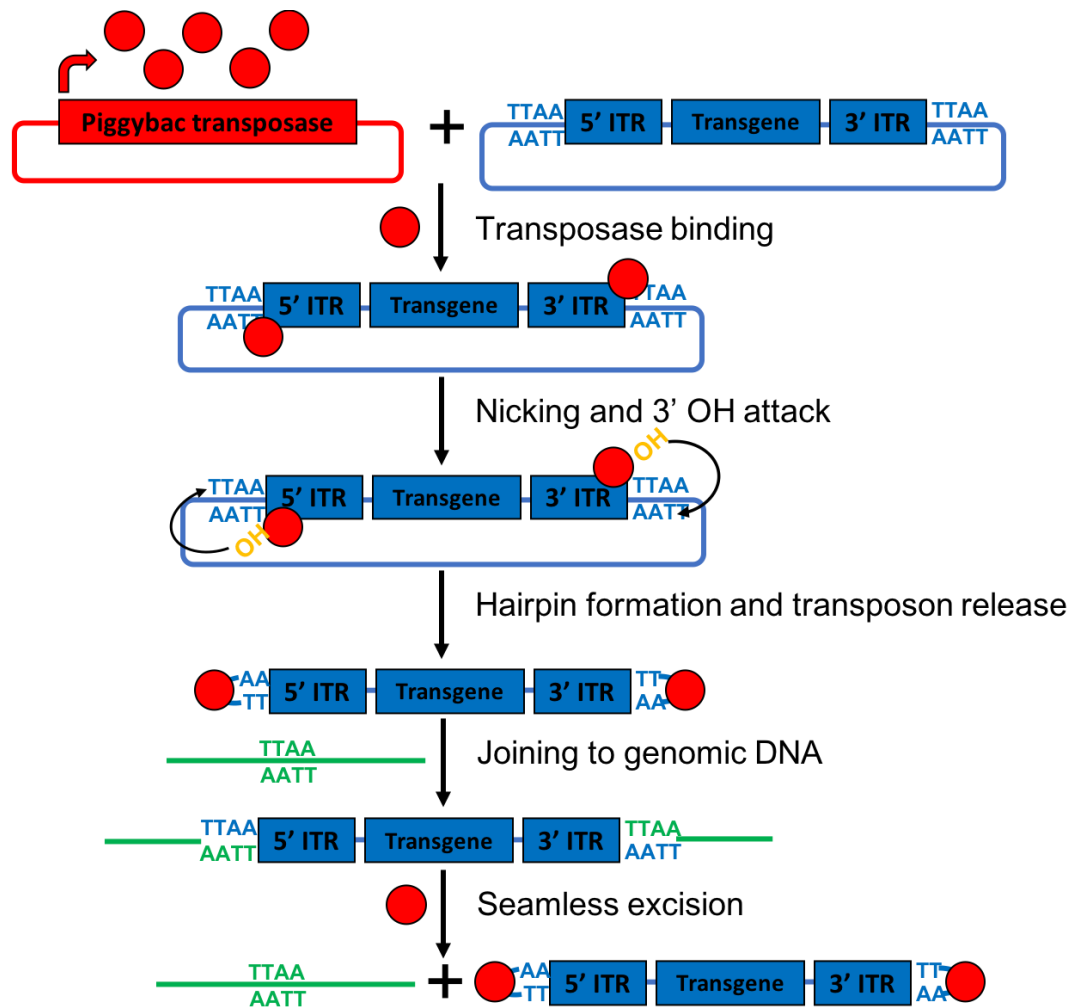 Piggybac transposase
+
TTAA 5' ITR Transgene 3' ITR TTAA
AATT AATT
Transposase binding
TTAA 5' ITR Transgene 3' ITR TTAA
AATT AATT
Nicking and 3' OH attack
OH
TTAA 5' ITR Transgene 3' ITR TTAA
AATT AATT
OH
Hairpin formation and transposon release
AA 5' ITR Transgene 3' ITR TT
TT AA
TTAA
AATT
Joining to genomic DNA
TTAA 5' ITR Transgene 3' ITR TTAA
AATT AATT
Seamless excision
TTAA
AATT
+
AA 5' ITR Transgene 3' ITR TT
TT AA